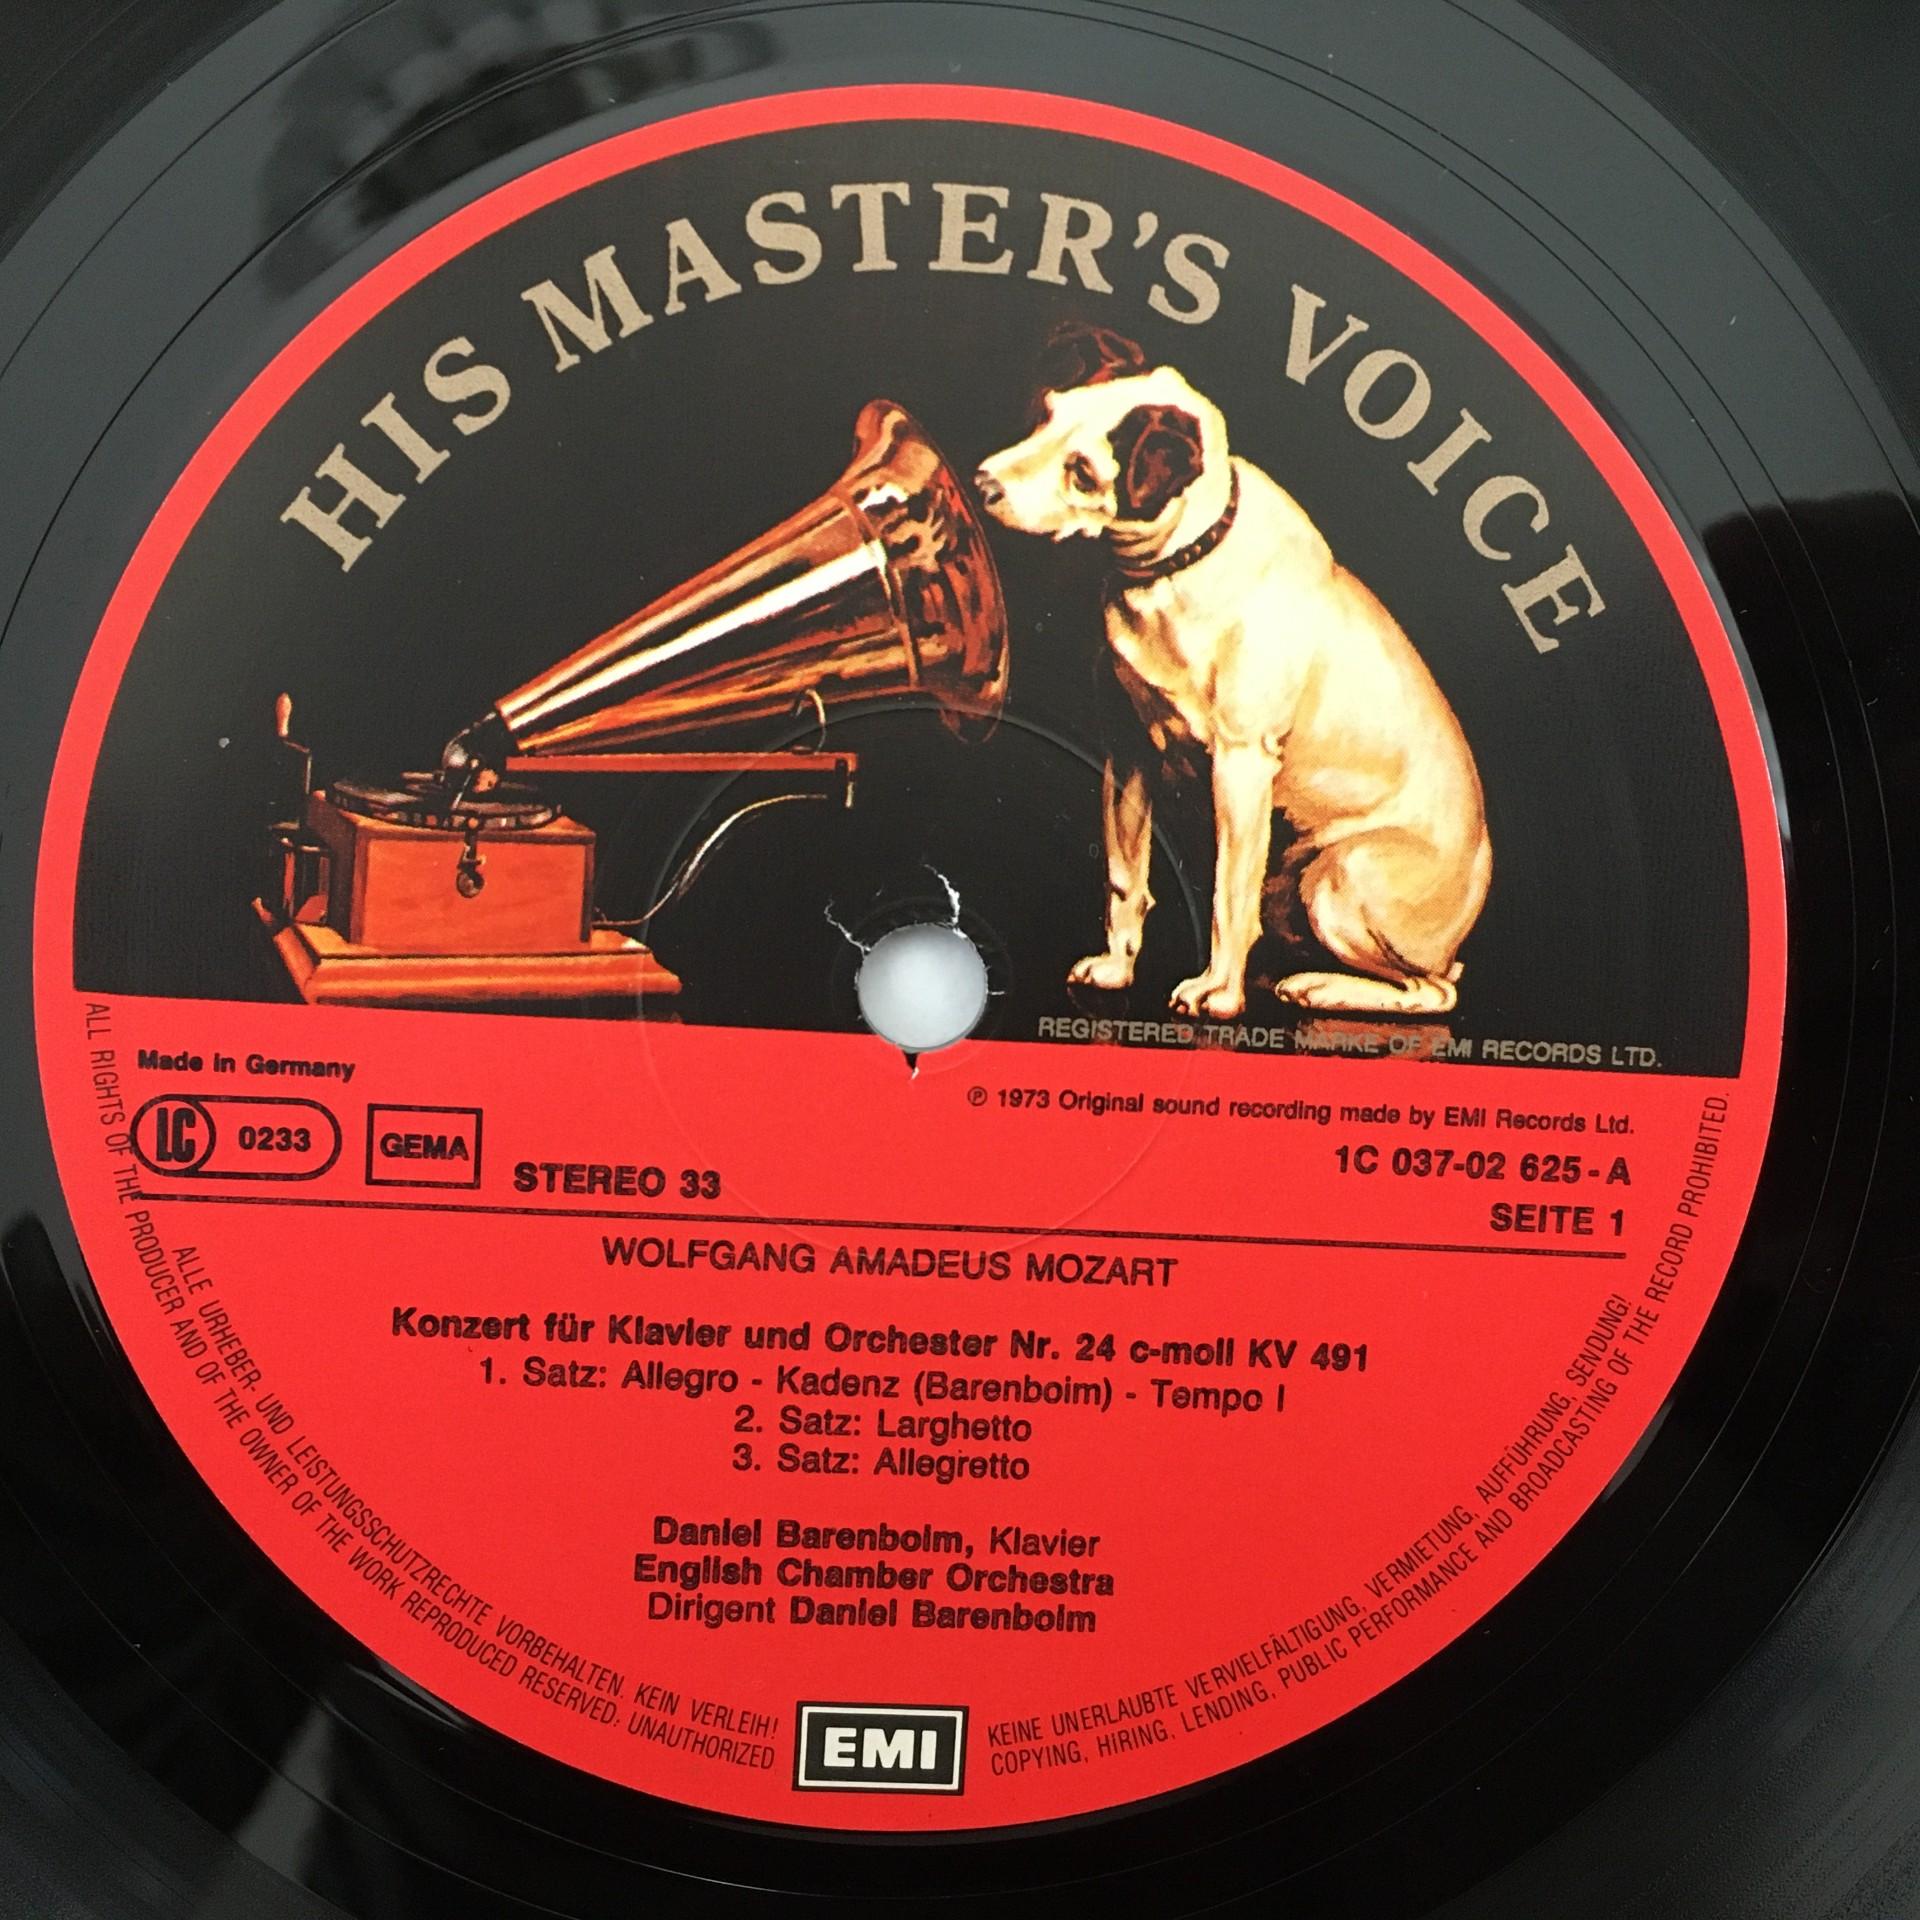 HIS MASTER'S VOICE
REGISTERED TRADE MARKE OF EMI RECORDS LTD.
Made in Germany
℗ 1973 Original sound recording made by EMI Records Ltd.
LC 0233
GEMA
STEREO 33
1C 037-02 625-A
SEITE 1
WOLFGANG AMADEUS MOZART
Konzert für Klavier und Orchester Nr. 24 c-moll KV 491
1. Satz: Allegro - Kadenz (Barenboim) - Tempo I
2. Satz: Larghetto
3. Satz: Allegretto
Daniel Barenboim, Klavier
English Chamber Orchestra
Dirigent Daniel Barenboim
ALLE URHEBER- UND LEISTUNGSSCHUTZRECHTE VORBEHALTEN. KEIN VERLEIH!
KEINE UNERLAUBTE VERVIELFÄLTIGUNG, VERMIETUNG, AUFFÜHRUNG, SENDUNG!
ALL RIGHTS OF THE PRODUCER AND OF THE OWNER OF THE WORK REPRODUCED RESERVED; UNAUTHORIZED
COPYING, HIRING, LENDING, PUBLIC PERFORMANCE AND BROADCASTING OF THE RECORD PROHIBITED.
EMI